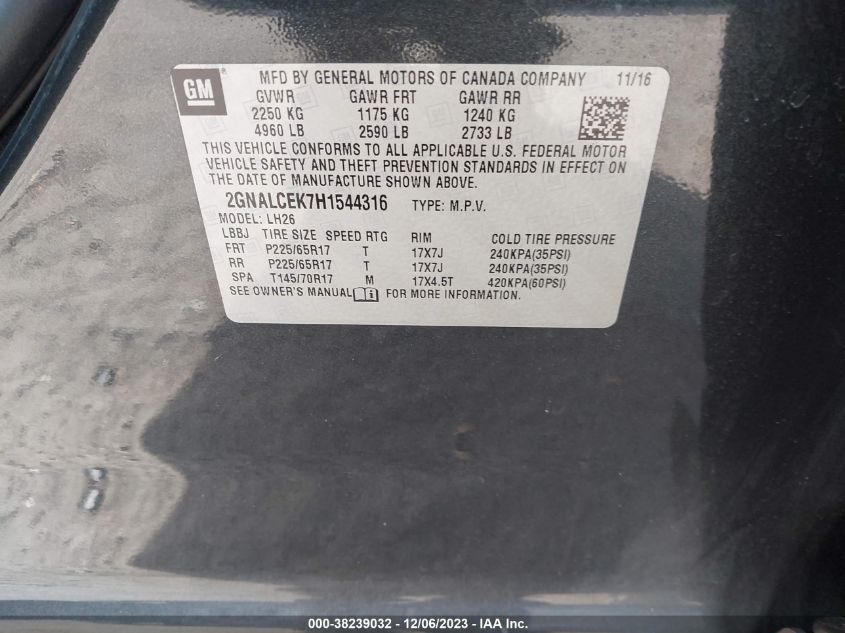 GM MFD BY GENERAL MOTORS OF CANADA COMPANY 11/16
GVWR GAWR FRT GAWR RR
2250 KG 1175 KG 1240 KG
4960 LB 2590 LB 2733 LB
THIS VEHICLE CONFORMS TO ALL APPLICABLE U.S. FEDERAL MOTOR
VEHICLE SAFETY AND THEFT PREVENTION STANDARDS IN EFFECT ON
THE DATE OF MANUFACTURE SHOWN ABOVE.
2GNALCEK7H1544316 TYPE: M.P.V.
MODEL: LH26
LBBJ TIRE SIZE SPEED RTG RIM COLD TIRE PRESSURE
FRT P225/65R17 T 17X7J 240KPA(35PSI)
RR P225/65R17 T 17X7J 240KPA(35PSI)
SPA T145/70R17 M 17X4.5T 420KPA(60PSI)
SEE OWNER'S MANUAL FOR MORE INFORMATION.
000-38239032 - 12/06/2023 - © IAA Inc.